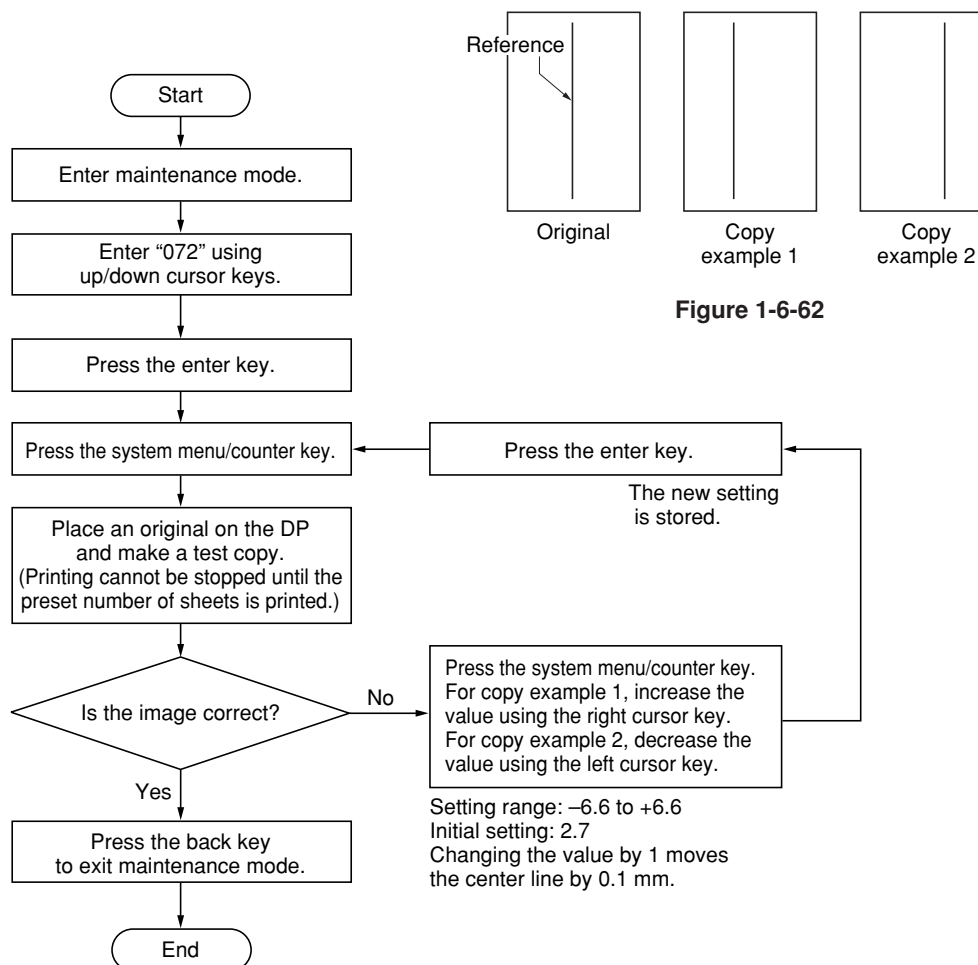 Start
Enter maintenance mode.
Enter “072” using
up/down cursor keys.
Press the enter key.
Press the system menu/counter key.
Place an original on the DP
and make a test copy.
(Printing cannot be stopped until the
preset number of sheets is printed.)
Is the image correct?
No
Yes
Press the back key
to exit maintenance mode.
End
Press the system menu/counter key.
For copy example 1, increase the
value using the right cursor key.
For copy example 2, decrease the
value using the left cursor key.
Setting range: –6.6 to +6.6
Initial setting: 2.7
Changing the value by 1 moves
the center line by 0.1 mm.
Press the enter key.
The new setting
is stored.
Reference
Original
Copy
example 1
Copy
example 2
Figure 1-6-62